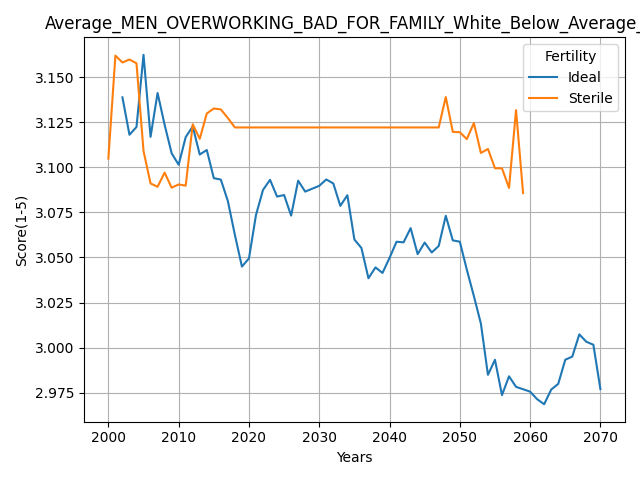 Average_MEN_OVERWORKING_BAD_FOR_FAMILY_White_Below_Average_
Fertility
Ideal
Sterile
Score(1-5)
3.150
3.125
3.100
3.075
3.050
3.025
3.000
2.975
2000 2010 2020 2030 2040 2050 2060 2070
Years